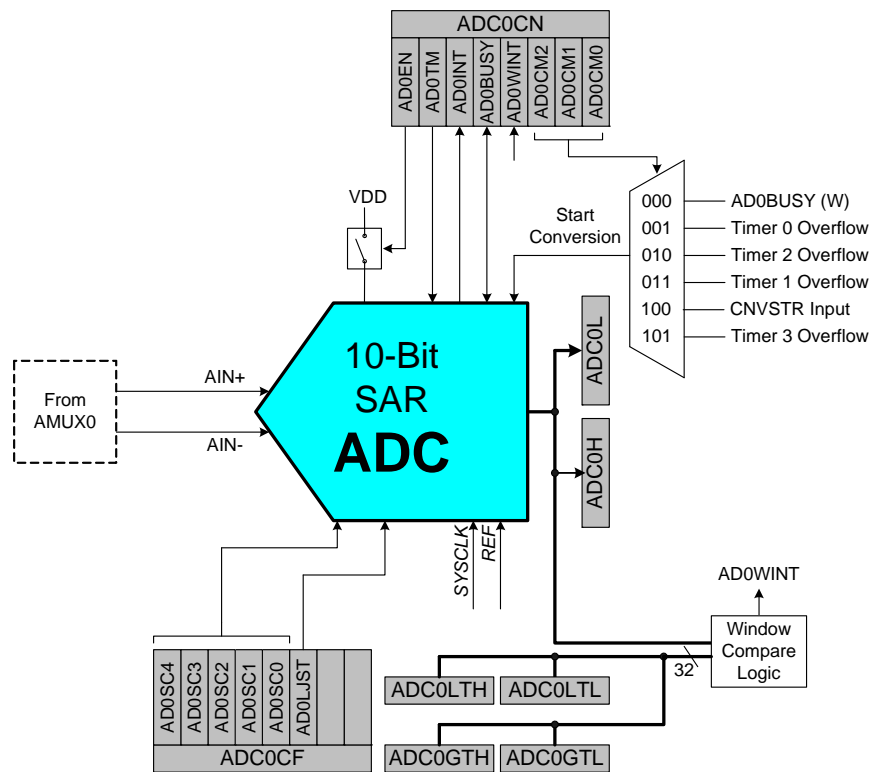 ADC0CN
AD0EN
AD0TM
AD0INT
AD0BUSY
AD0WINT
AD0CM2
AD0CM1
AD0CM0
VDD
Start
Conversion
000 AD0BUSY (W)
001 Timer 0 Overflow
010 Timer 2 Overflow
011 Timer 1 Overflow
100 CNVSTR Input
101 Timer 3 Overflow
From
AMUX0
AIN+
AIN-
10-Bit
SAR
ADC
ADC0L
ADC0H
SYSCLK
REF
AD0WINT
Window
Compare
Logic
32
AD0SC4
AD0SC3
AD0SC2
AD0SC1
AD0SC0
AD0LJST
ADC0CF
ADC0LTH
ADC0LTL
ADC0GTH
ADC0GTL